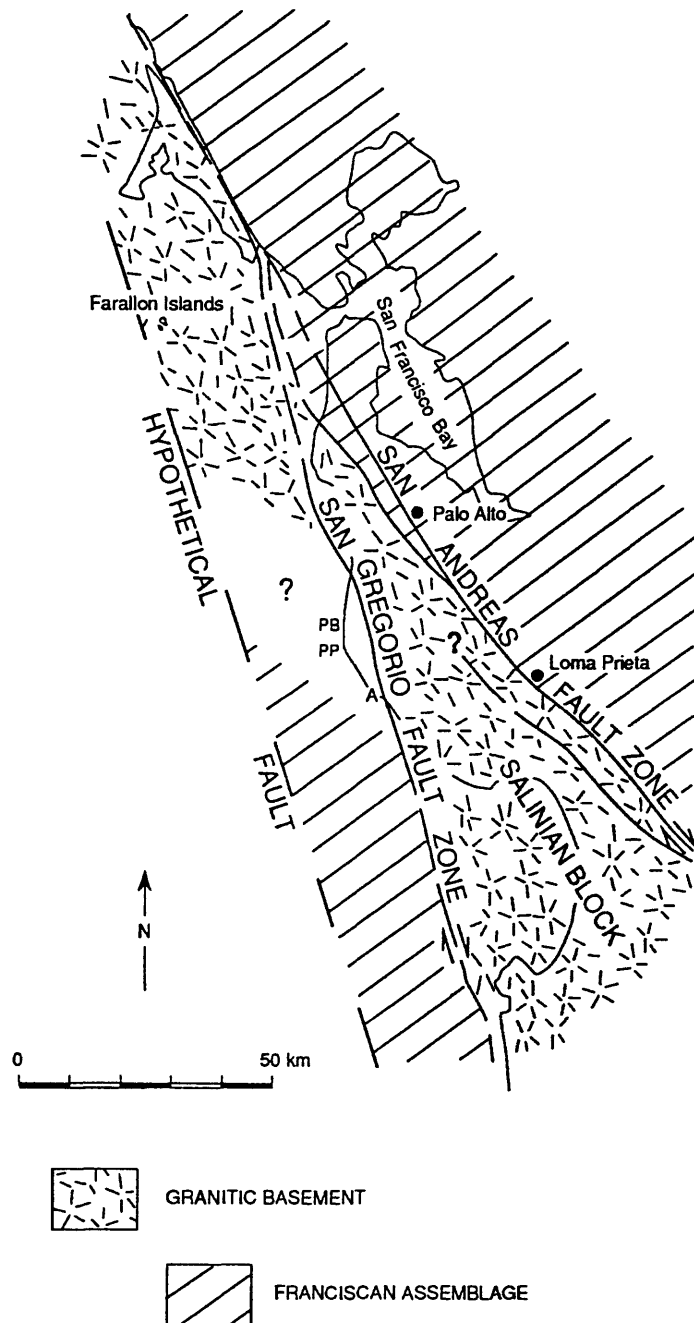 Farallon Islands
San Francisco Bay
HYPOTHETICAL FAULT
SAN GREGORIO FAULT ZONE
SAN ANDREAS FAULT ZONE
Palo Alto
?
PB
PP
?
A
Loma Prieta
SALINIAN BLOCK
N
0 50 km
GRANITIC BASEMENT
FRANCISCAN ASSEMBLAGE